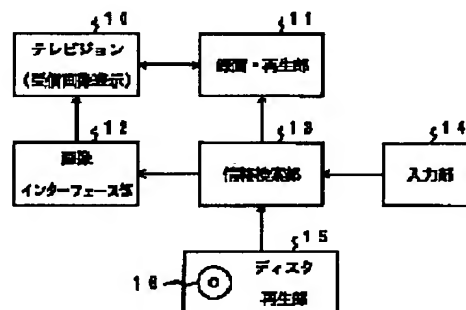 10
テレビジョン
(受信画像表示)
11
録画・再生部
12
画像
インターフェース部
13
情報検索部
14
入力部
15
ディスク
再生部
16